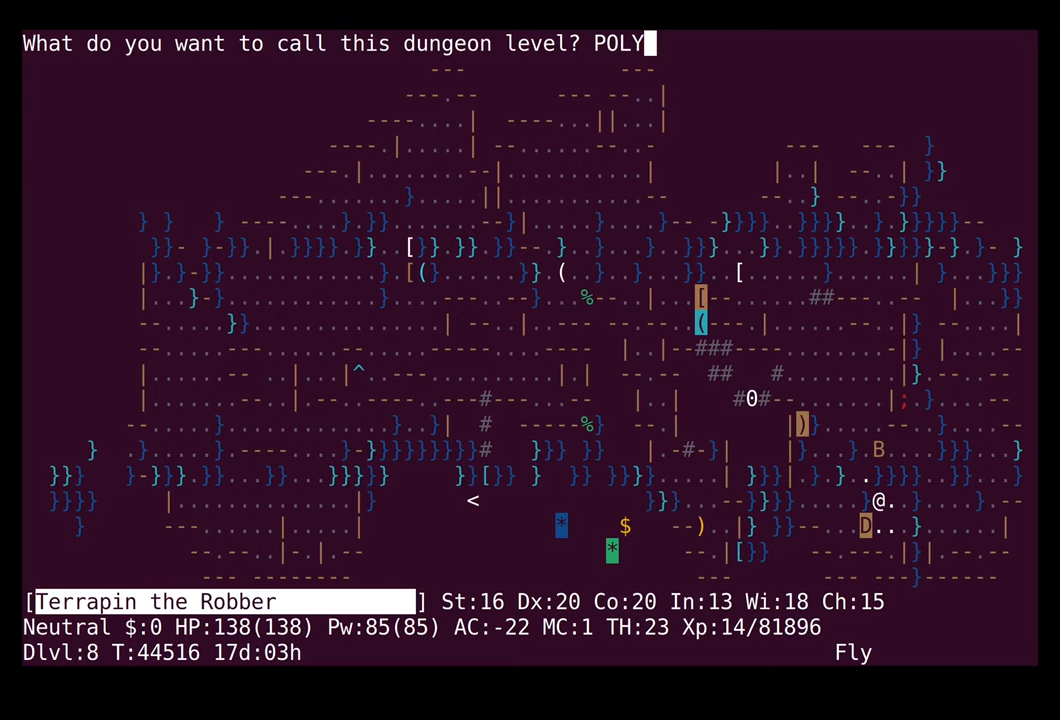 What do you want to call this dungeon level? POLY
[Terrapin the Robber ] St:16 Dx:20 Co:20 In:13 Wi:18 Ch:15
Neutral $:0 HP:138(138) Pw:85(85) AC:-22 MC:1 TH:23 Xp:14/81896
Dlvl:8 T:44516 17d:03h Fly